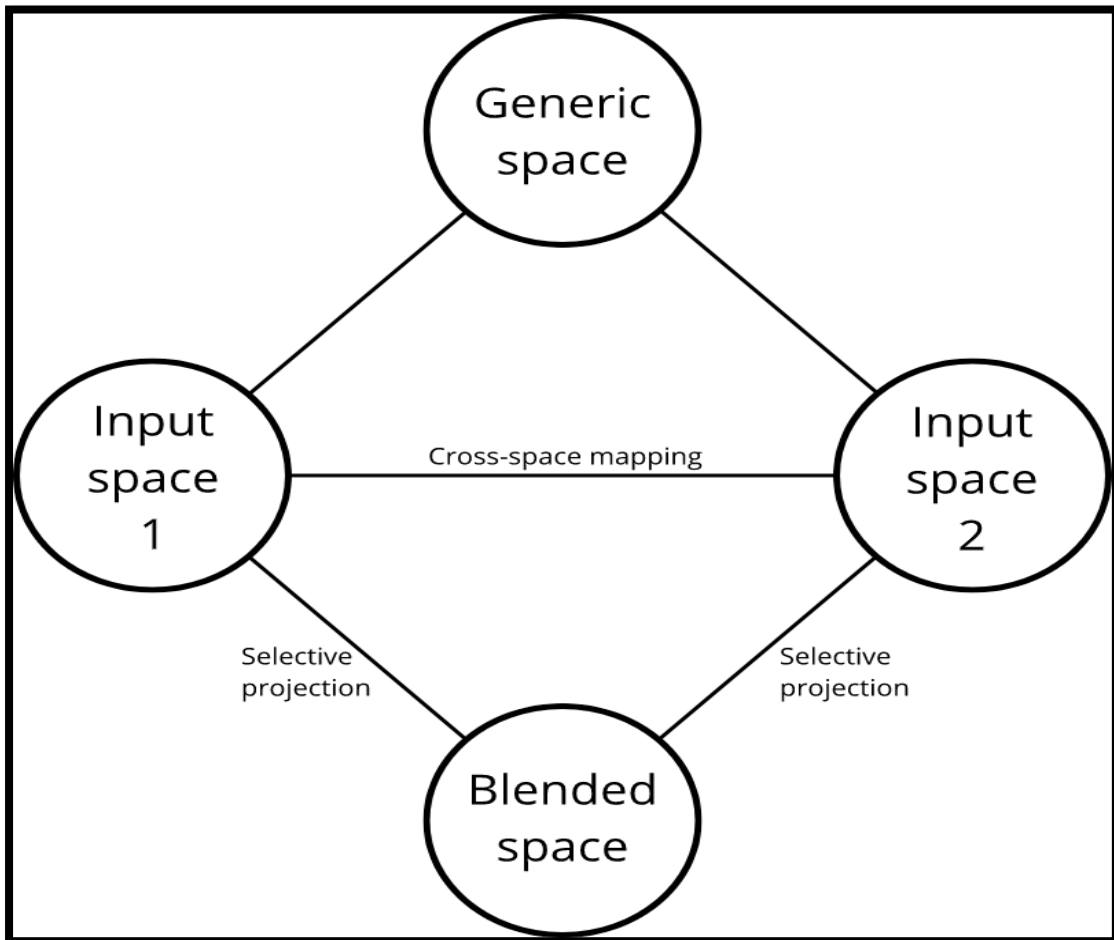 Generic
space
Input
space
1
Cross-space mapping
Input
space
2
Selective
projection
Selective
projection
Blended
space